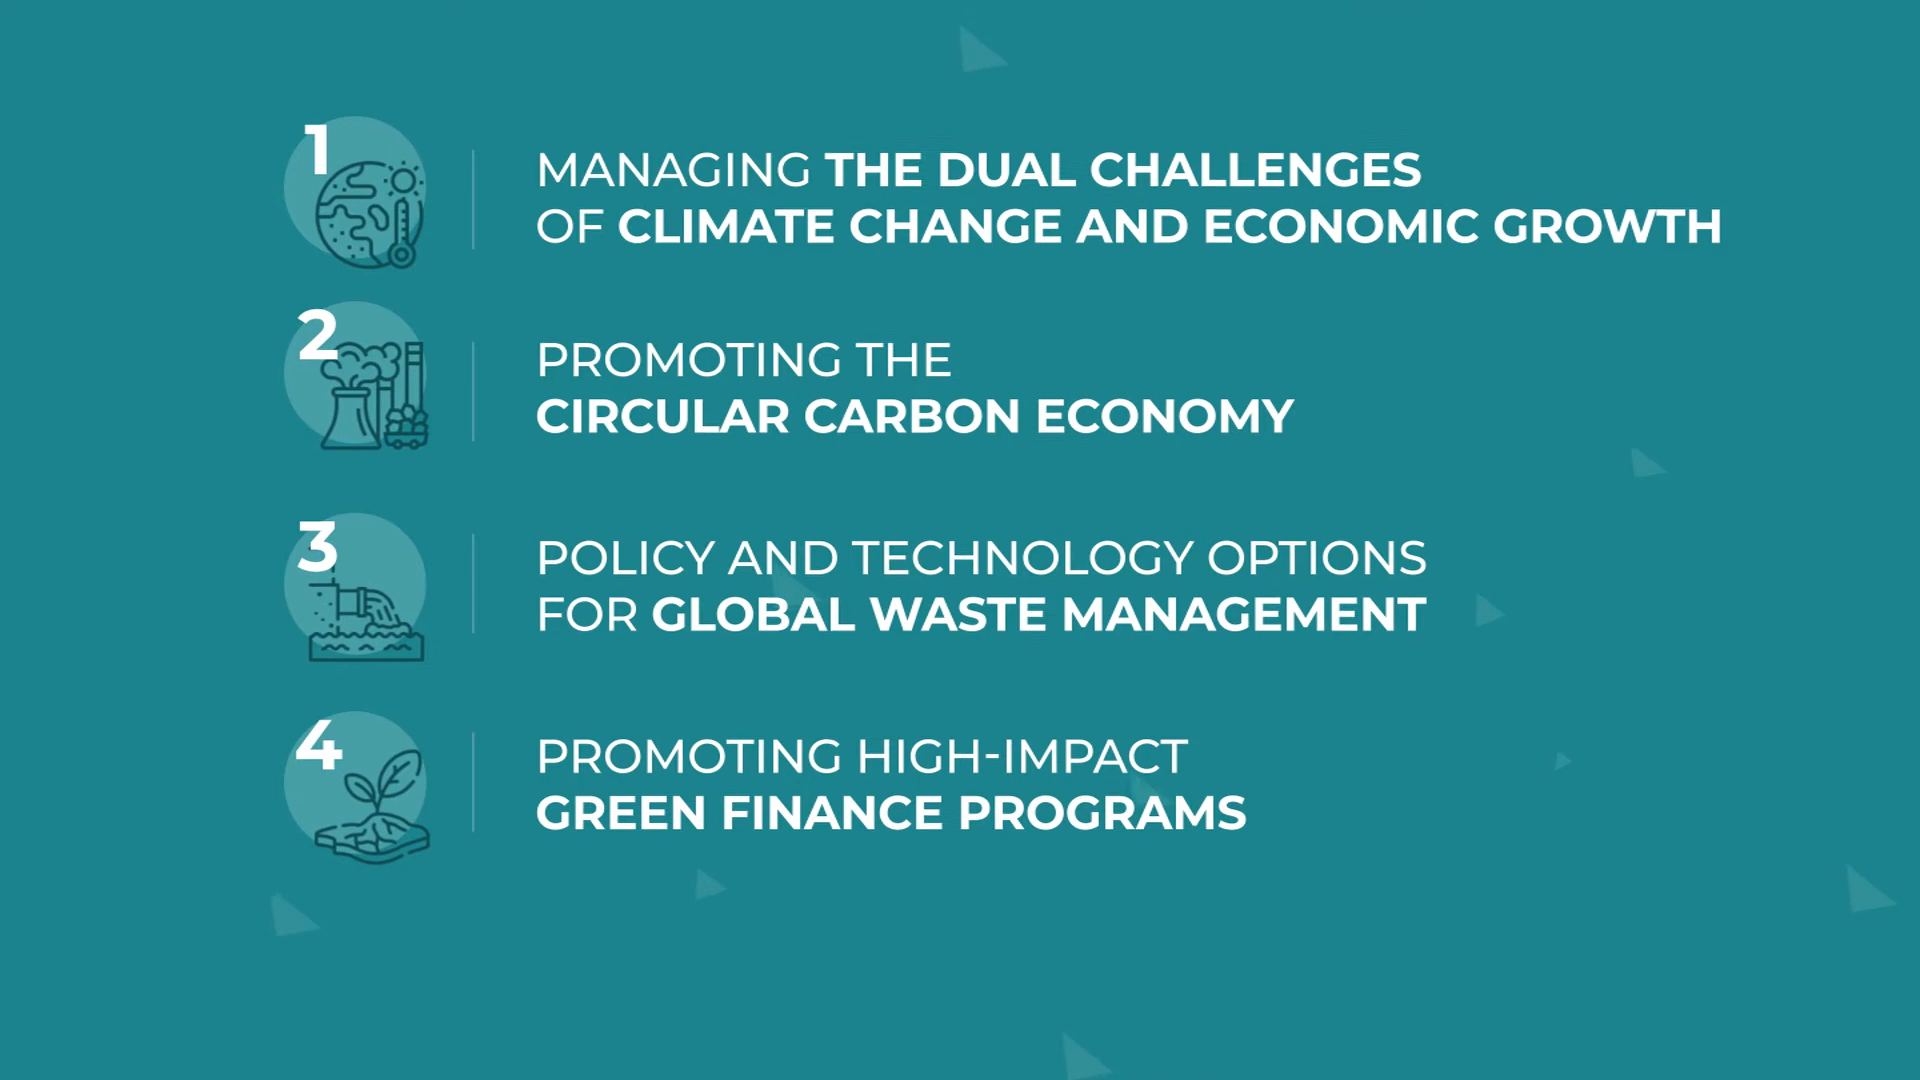 1
MANAGING THE DUAL CHALLENGES
OF CLIMATE CHANGE AND ECONOMIC GROWTH
2
PROMOTING THE
CIRCULAR CARBON ECONOMY
3
POLICY AND TECHNOLOGY OPTIONS
FOR GLOBAL WASTE MANAGEMENT
4
PROMOTING HIGH-IMPACT
GREEN FINANCE PROGRAMS